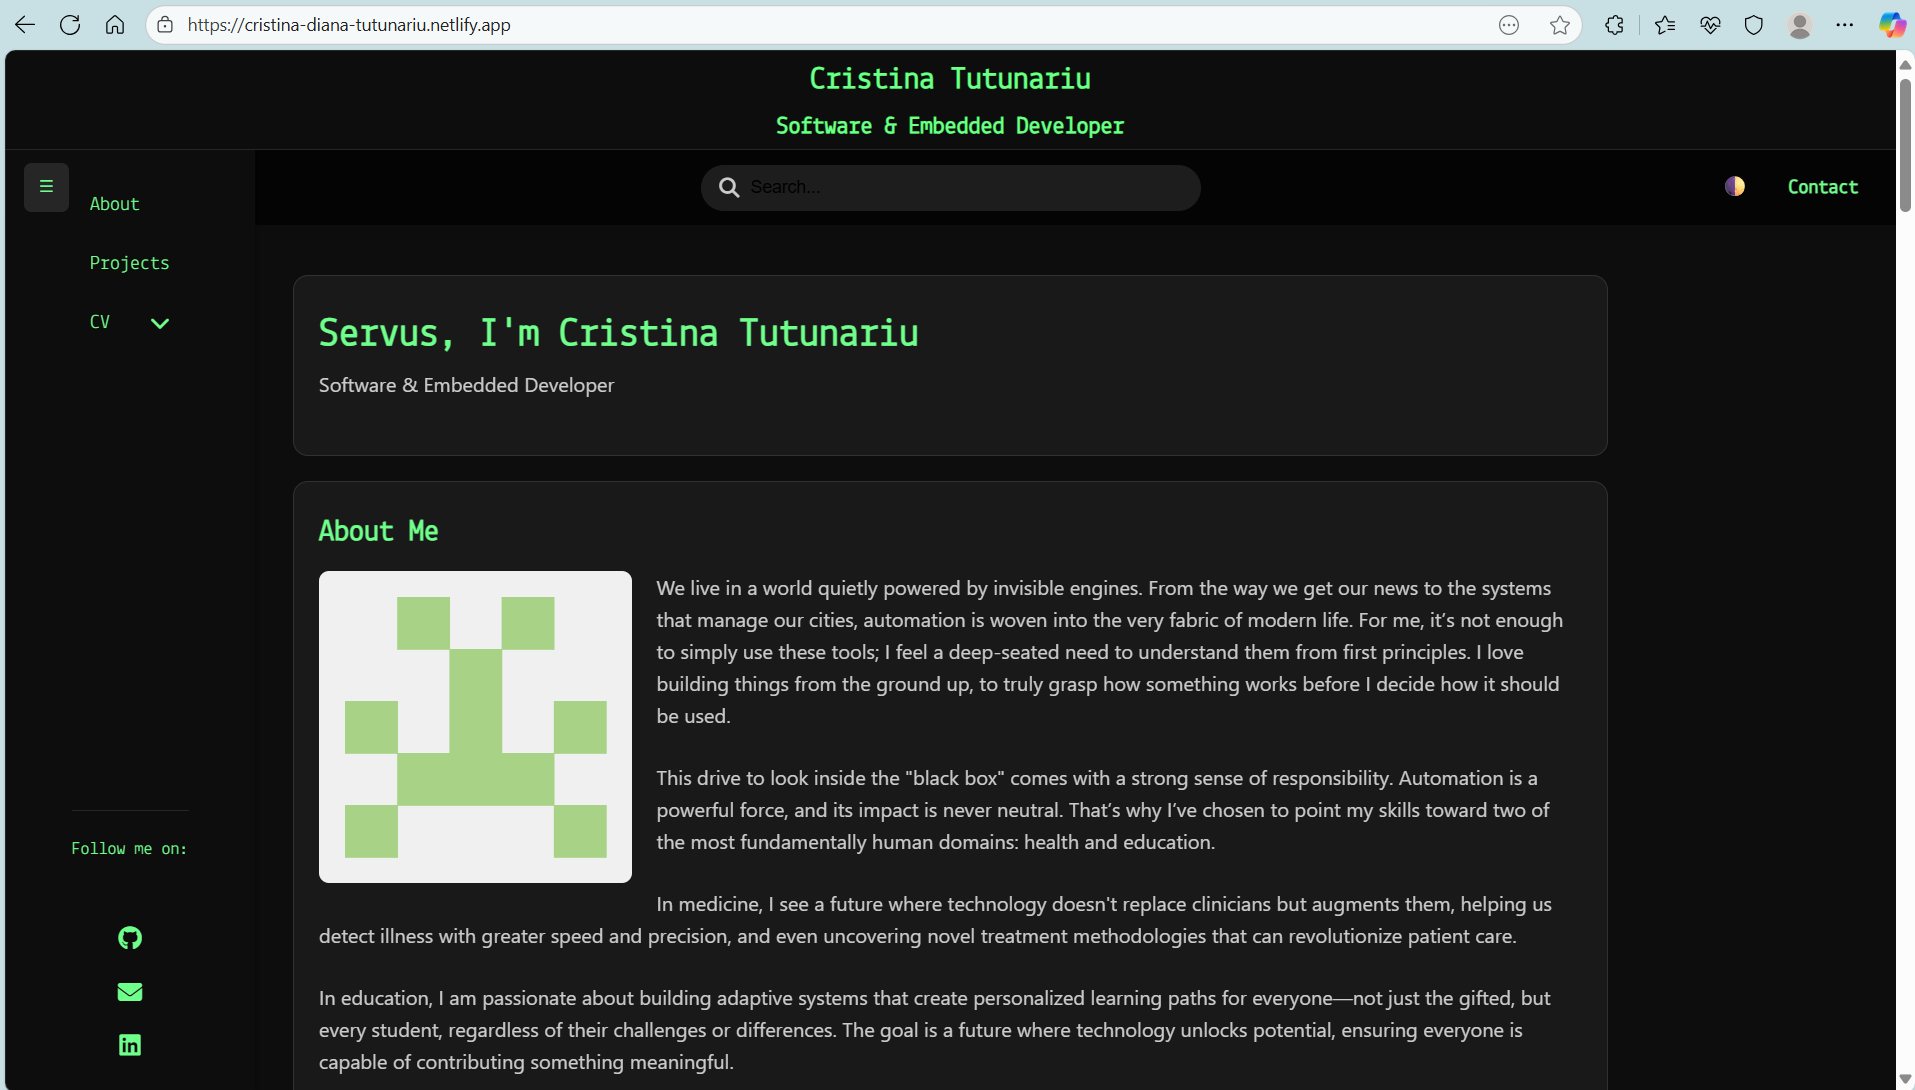 https://cristina-diana-tutunariu.netlify.app
Cristina Tutunariu
Software & Embedded Developer
Search...
Contact
About
Projects
CV
Servus, I'm Cristina Tutunariu
Software & Embedded Developer
About Me
We live in a world quietly powered by invisible engines. From the way we get our news to the systems
that manage our cities, automation is woven into the very fabric of modern life. For me, it’s not enough
to simply use these tools; I feel a deep-seated need to understand them from first principles. I love
building things from the ground up, to truly grasp how something works before I decide how it should
be used.
This drive to look inside the "black box" comes with a strong sense of responsibility. Automation is a
powerful force, and its impact is never neutral. That’s why I’ve chosen to point my skills toward two of
the most fundamentally human domains: health and education.
In medicine, I see a future where technology doesn't replace clinicians but augments them, helping us
detect illness with greater speed and precision, and even uncovering novel treatment methodologies that can revolutionize patient care.
In education, I am passionate about building adaptive systems that create personalized learning paths for everyone—not just the gifted, but
every student, regardless of their challenges or differences. The goal is a future where technology unlocks potential, ensuring everyone is
capable of contributing something meaningful.
Follow me on:
in